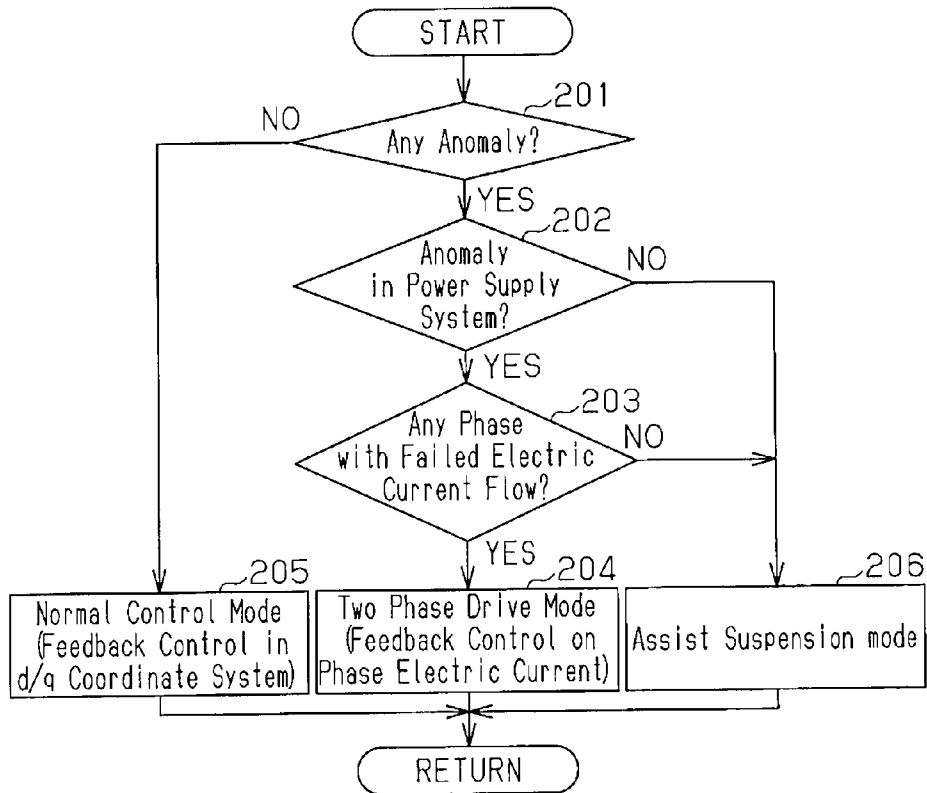 START
201
NO
Any Anomaly?
YES
202
Anomaly
in Power Supply
System?
NO
YES
203
Any Phase
with Failed Electric
Current Flow?
NO
YES
205
Normal Control Mode
(Feedback Control in
d/q Coordinate System)
204
Two Phase Drive Mode
(Feedback Control on
Phase Electric Current)
206
Assist Suspension mode
RETURN